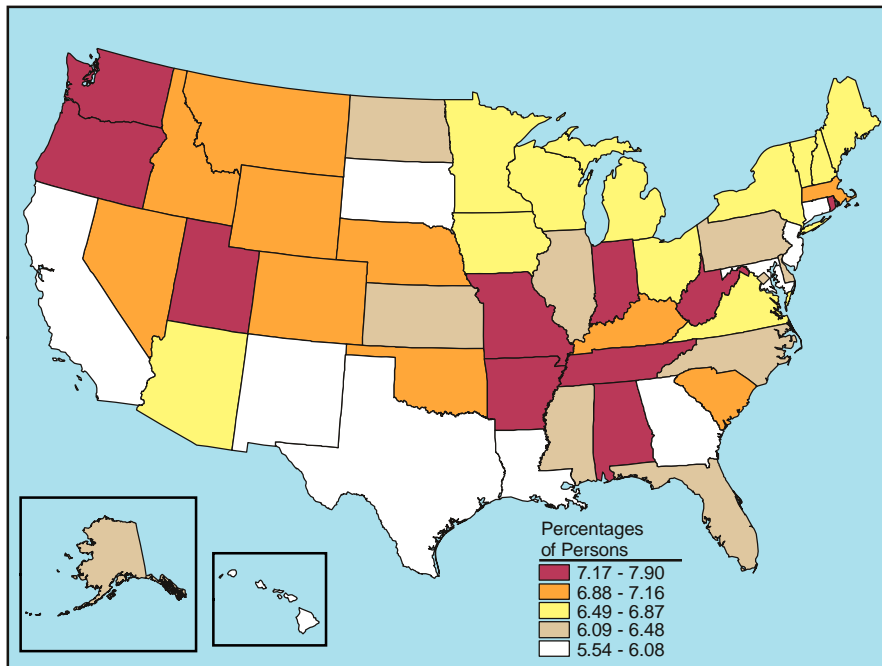 Percentages
of Persons
7.17 - 7.90
6.88 - 7.16
6.49 - 6.87
6.09 - 6.48
5.54 - 6.08